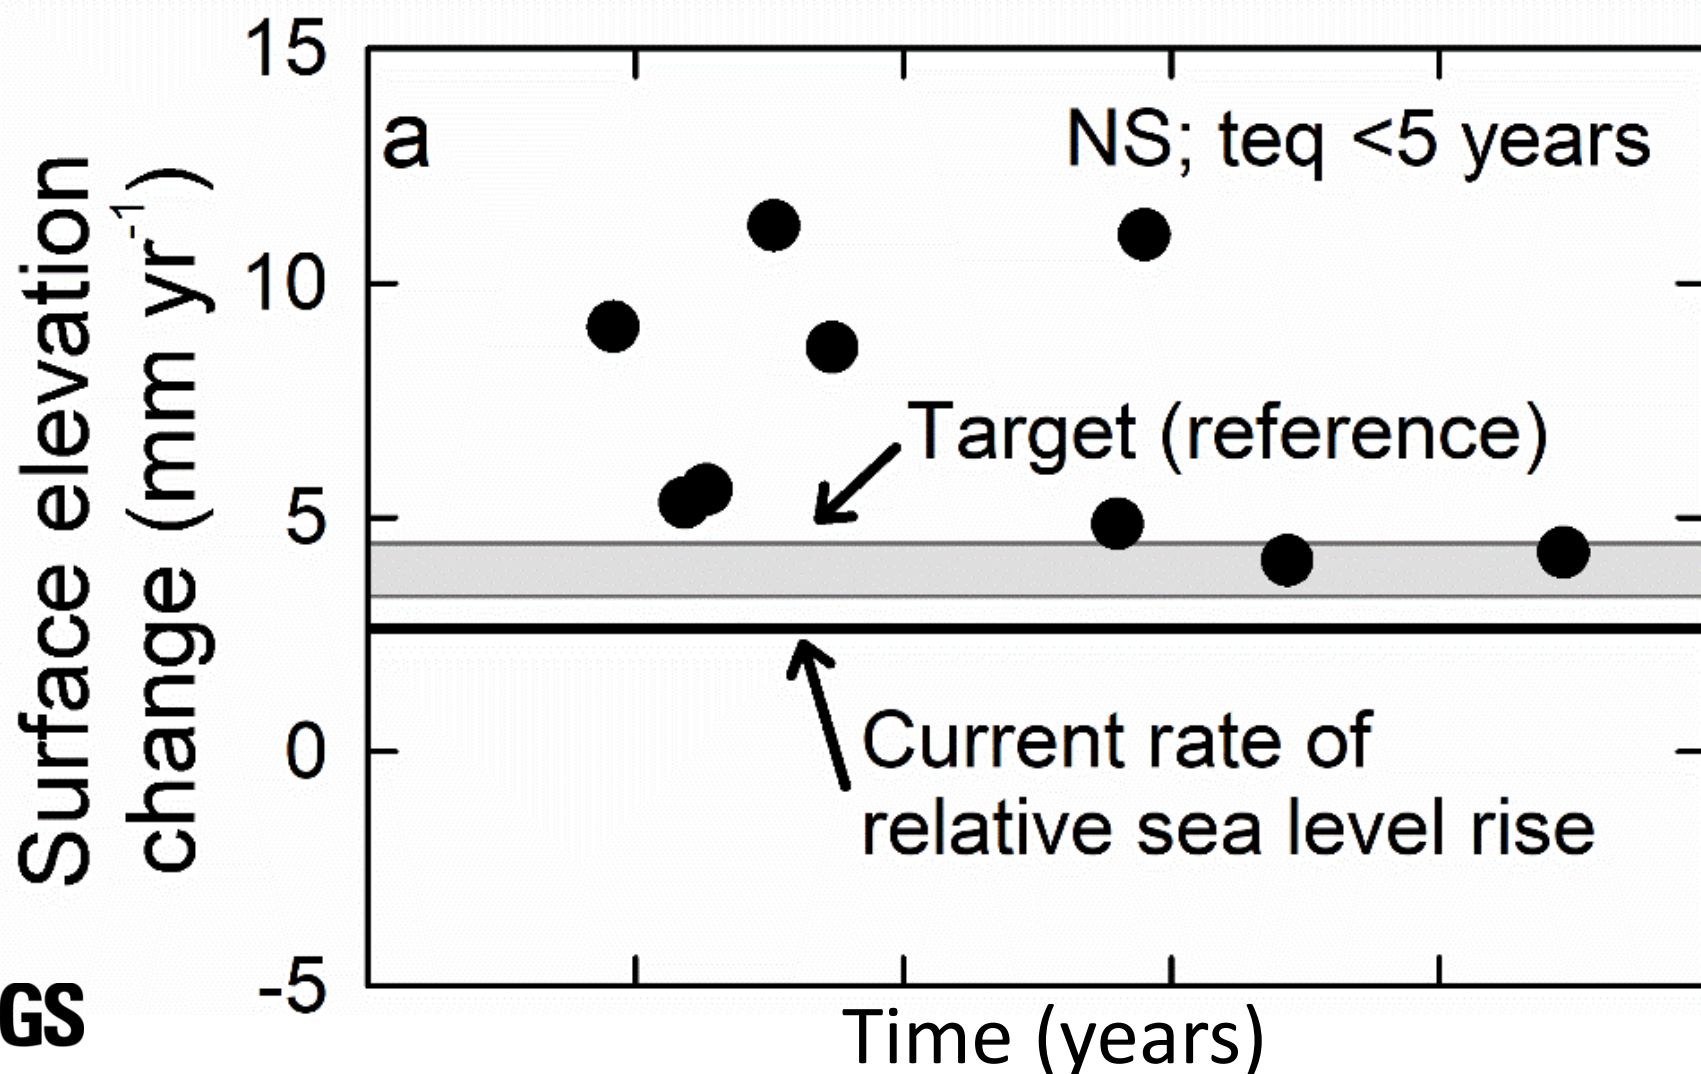 15
a
NS; teq <5 years
10
Surface elevation
change (mm yr-1)
Target (reference)
5
0
Current rate of
relative sea level rise
-5
GS
Time (years)